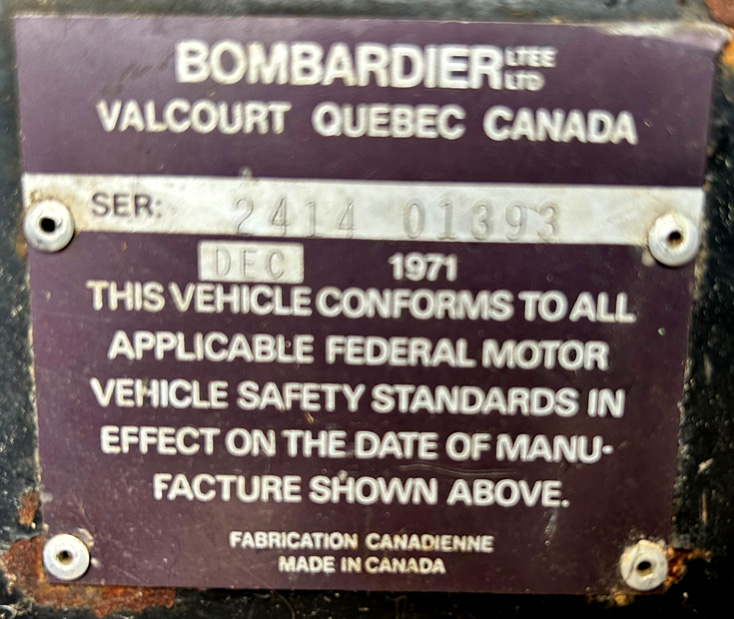 BOMBARDIER LTEE LTD
VALCOURT QUEBEC CANADA
SER: 2414 01393
DEC 1971
THIS VEHICLE CONFORMS TO ALL
APPLICABLE FEDERAL MOTOR
VEHICLE SAFETY STANDARDS IN
EFFECT ON THE DATE OF MANU-
FACTURE SHOWN ABOVE.
FABRICATION CANADIENNE
MADE IN CANADA